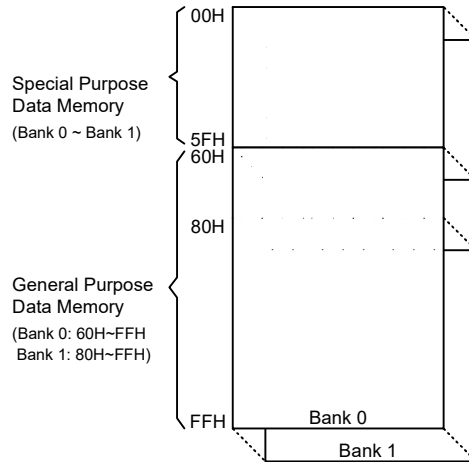 00H
Special Purpose
Data Memory
(Bank 0 ~ Bank 1)
5FH
60H
80H
General Purpose
Data Memory
(Bank 0: 60H~FFH
Bank 1: 80H~FFH)
FFH
Bank 0
Bank 1